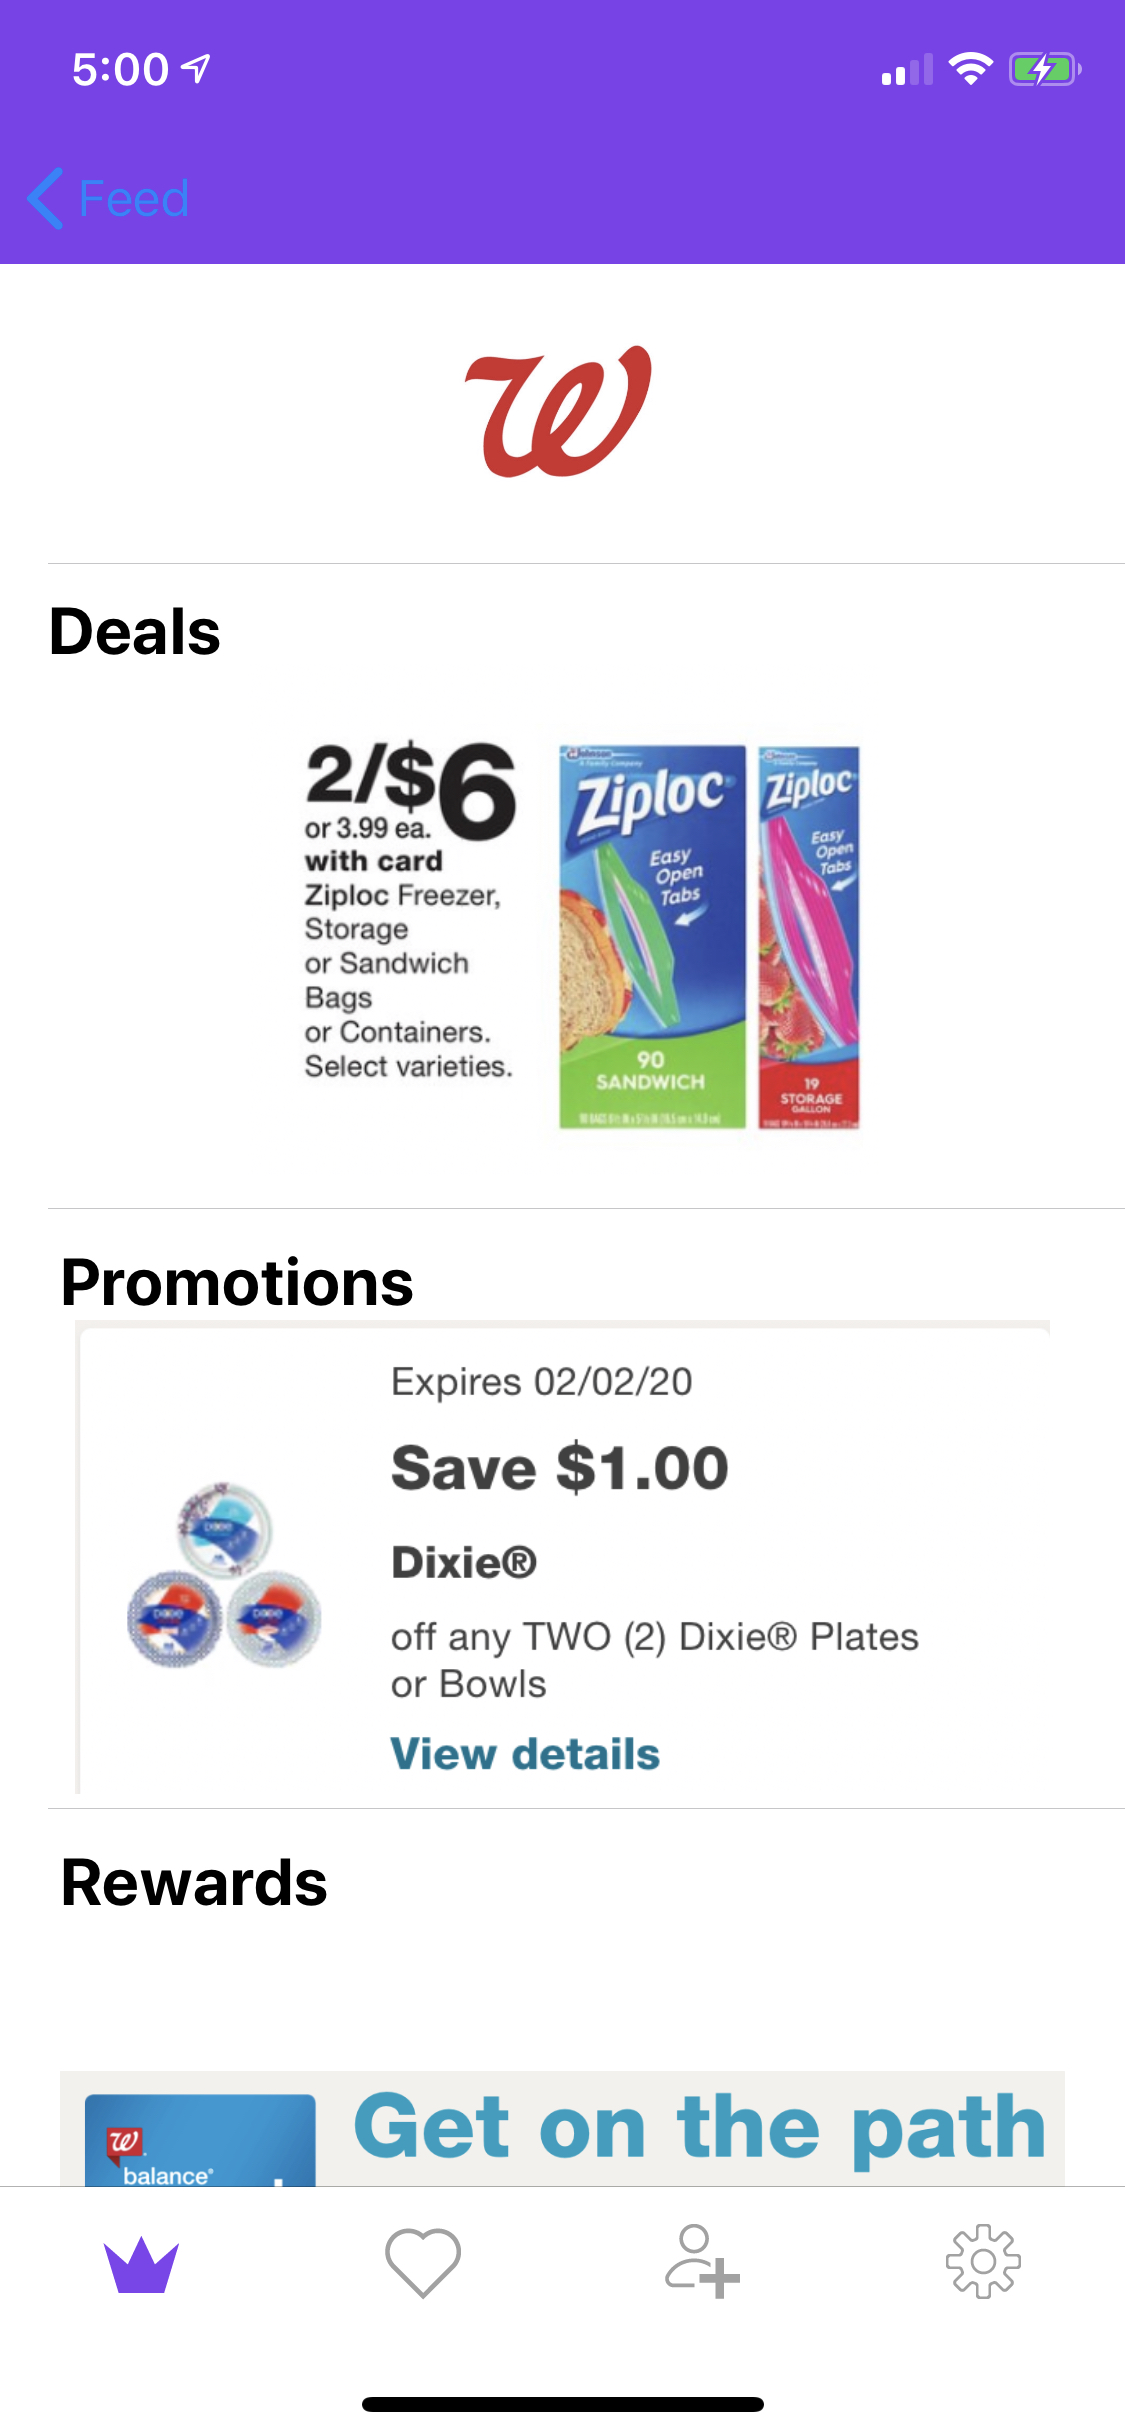 5:00
Feed
Deals
2/$6
or 3.99 ea.
with card
Ziploc Freezer,
Storage
or Sandwich
Bags
or Containers.
Select varieties.
Ziploc
Easy
Open
Tabs
90
SANDWICH
Ziploc
Easy
Open
Tabs
19
STORAGE
GALLON
Promotions
Expires 02/02/20
Save $1.00
Dixie®
off any TWO (2) Dixie® Plates
or Bowls
View details
Rewards
Get on the path
W
balance®